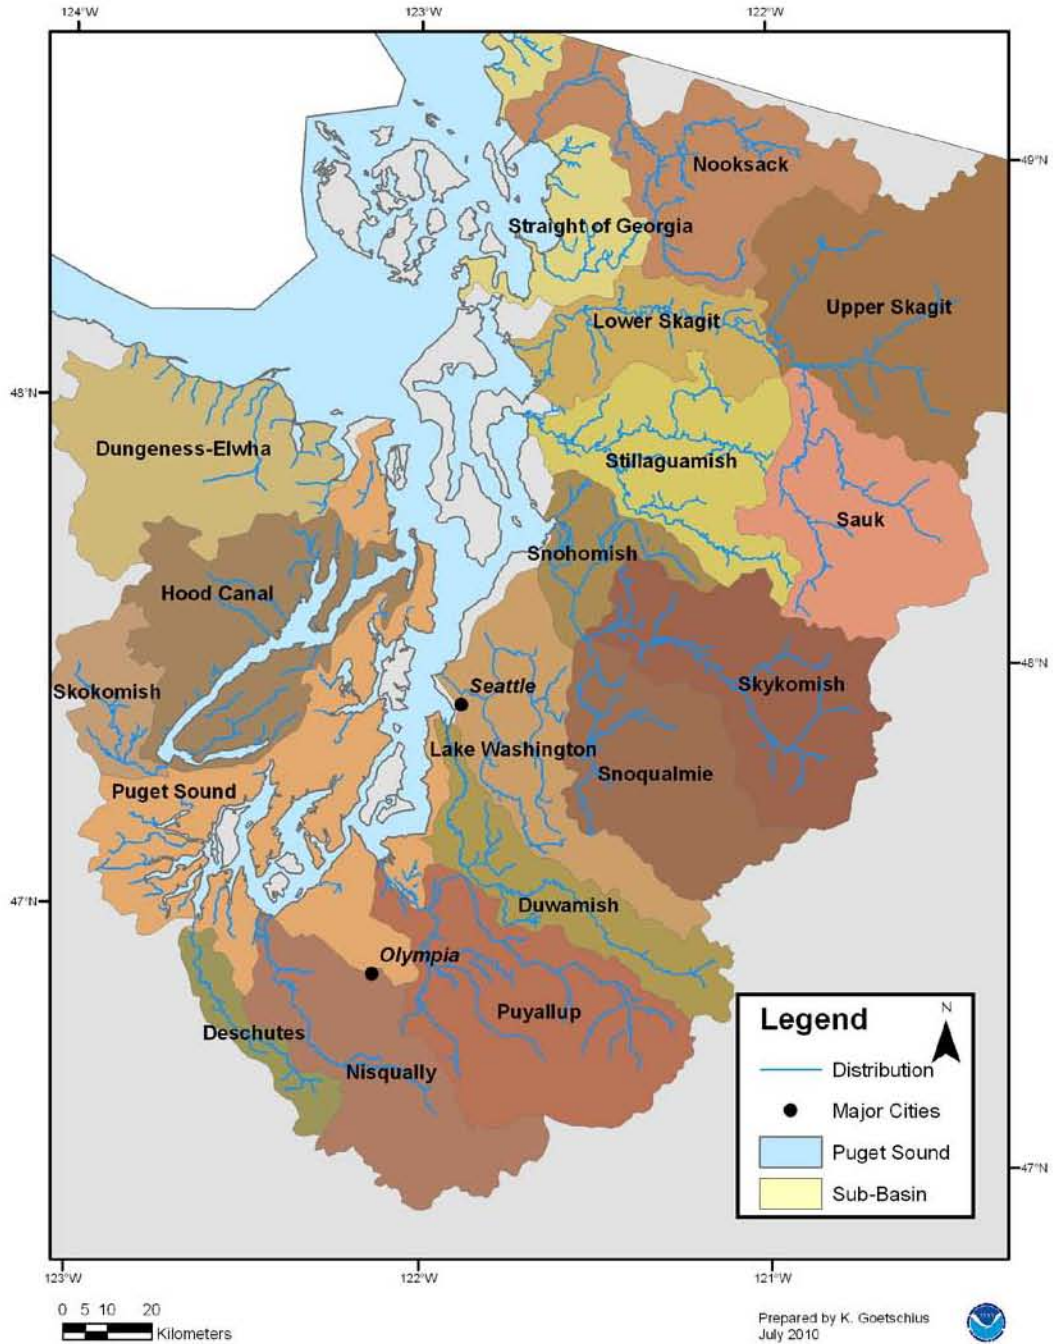 124°W 123°W 122°W
49°N
Nooksack
Straight of Georgia
Upper Skagit
Lower Skagit
48°N
Dungeness-Elwha
Stillaguamish
Sauk
Snohomish
Hood Canal
48°N
Skokomish
Seattle
Skykomish
Lake Washington
Snoqualmie
Puget Sound
47°N
Duwamish
Olympia
Puyallup
Deschutes
Nisqually
Legend
N
Distribution
Major Cities
Puget Sound
Sub-Basin
47°N
123°W 122°W 121°W
0 5 10 20
Kilometers
Prepared by K. Goetschius
July 2010